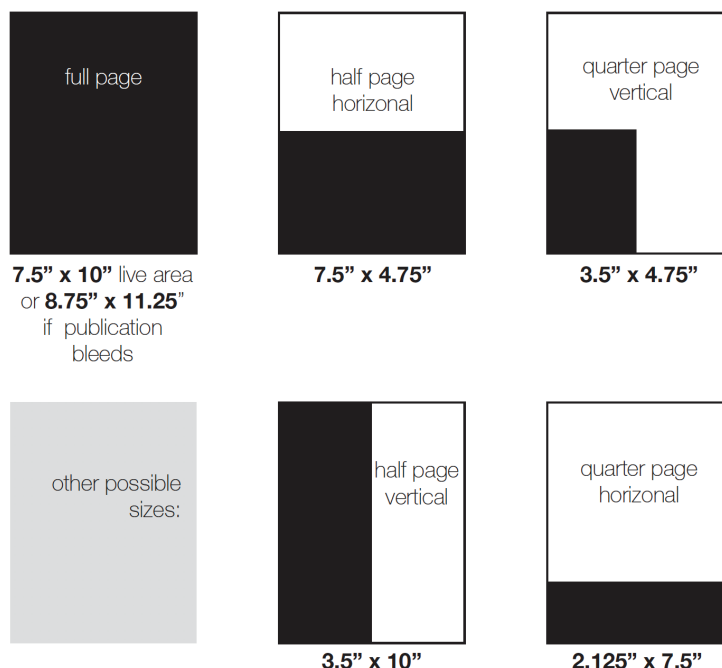 full page
7.5” x 10” live area
or 8.75” x 11.25”
if publication
bleeds
half page
horizonal
7.5” x 4.75”
quarter page
vertical
3.5” x 4.75”
other possible
sizes:
half page
vertical
3.5” x 10”
quarter page
horizonal
2.125” x 7.5”